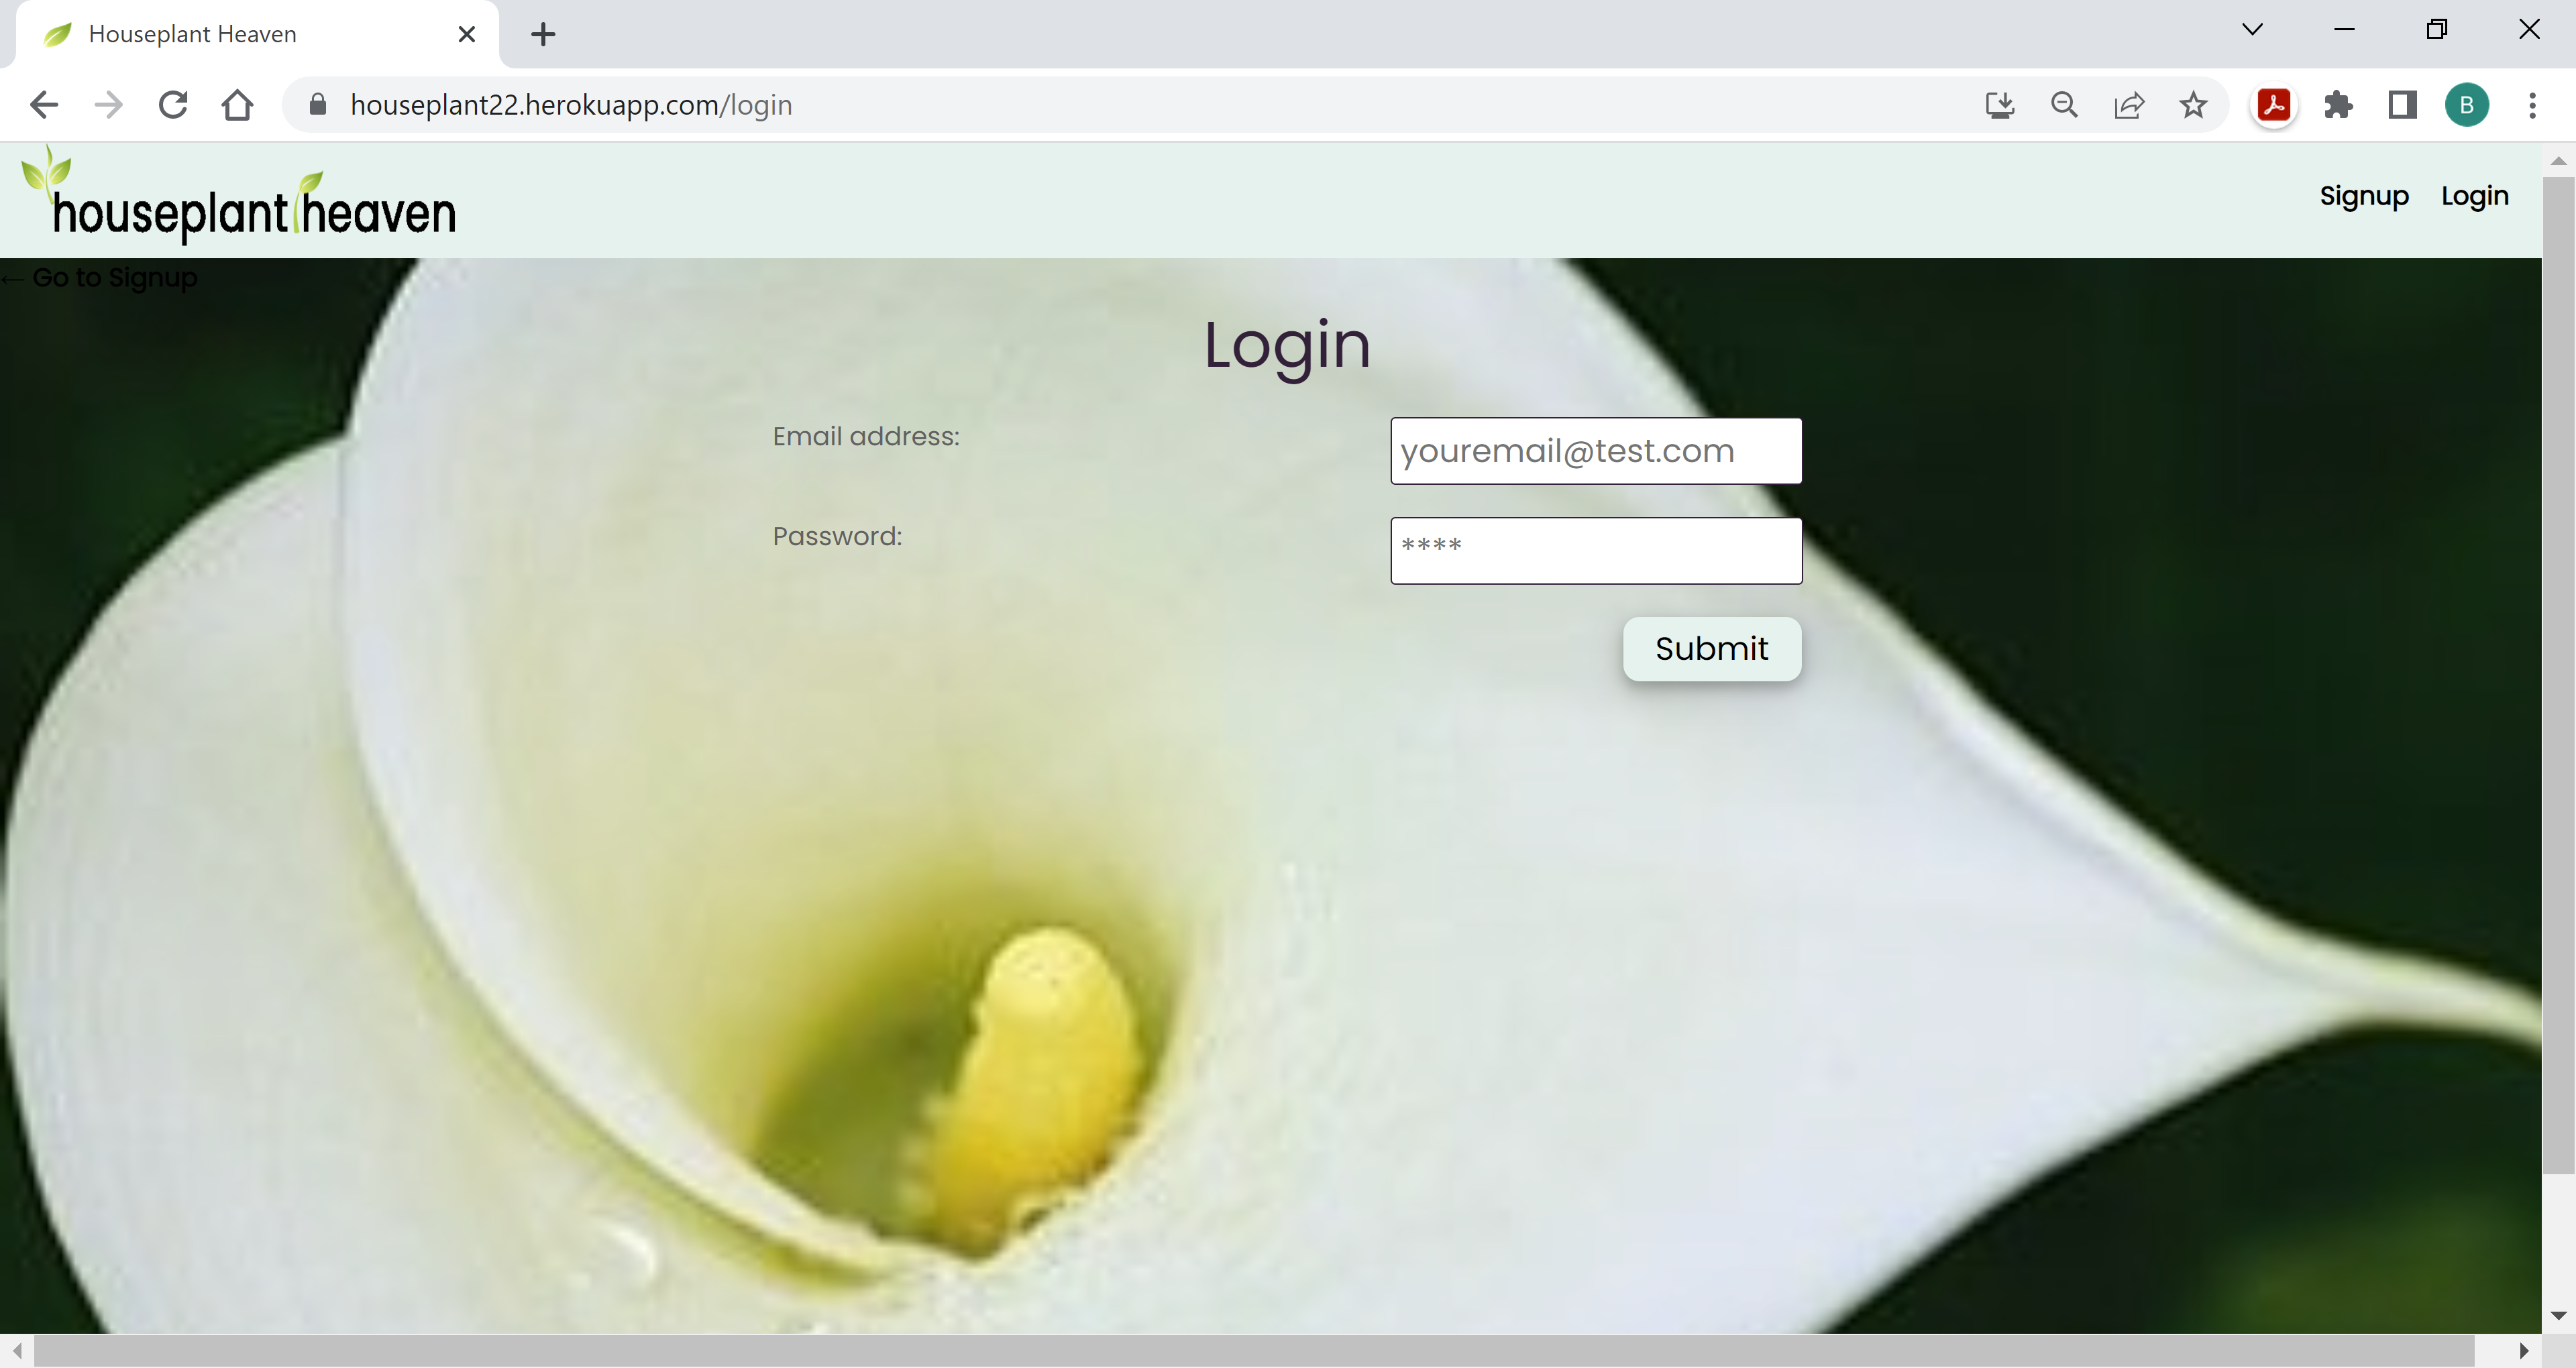 Houseplant Heaven
houseplant22.herokuapp.com/login
B
houseplant heaven
Signup Login
← Go to Signup
Login
Email address:
youremail@test.com
Password:
****
Submit